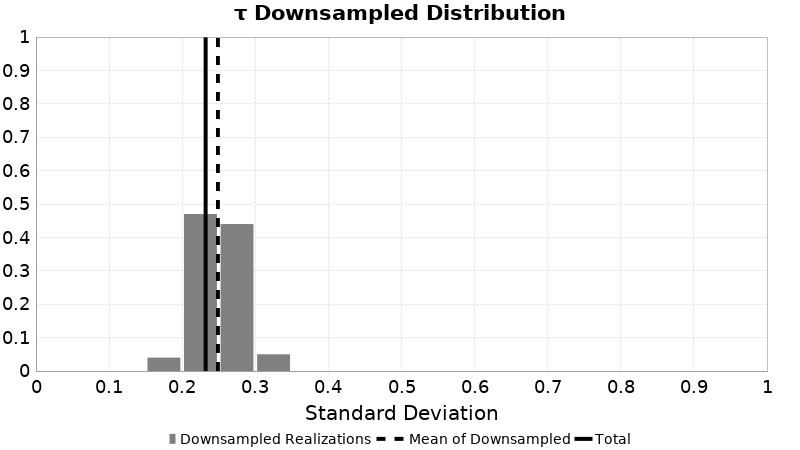 τ Downsampled Distribution
1
0.9
0.8
0.7
0.6
0.5
0.4
0.3
0.2
0.1
0
0 0.1 0.2 0.3 0.4 0.5 0.6 0.7 0.8 0.9 1
Standard Deviation
Downsampled Realizations Mean of Downsampled Total